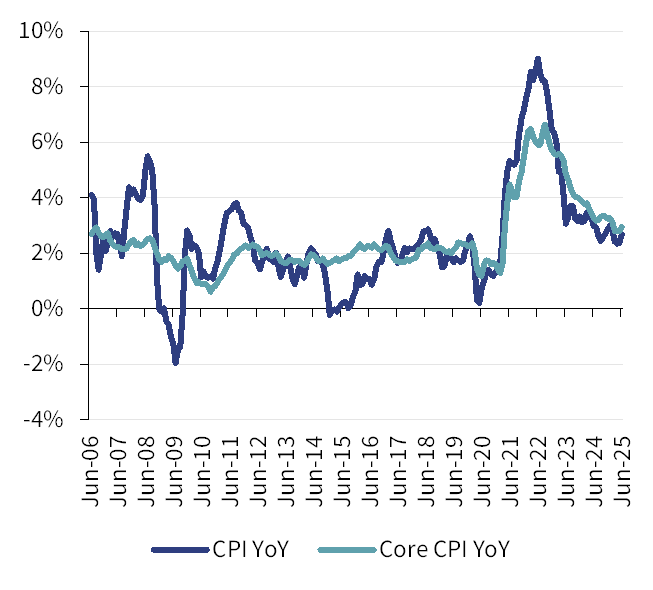 10%
8%
6%
4%
2%
0%
-2%
-4%
Jun-06
Jun-07
Jun-08
Jun-09
Jun-10
Jun-11
Jun-12
Jun-13
Jun-14
Jun-15
Jun-16
Jun-17
Jun-18
Jun-19
Jun-20
Jun-21
Jun-22
Jun-23
Jun-24
Jun-25
CPI YoY
Core CPI YoY